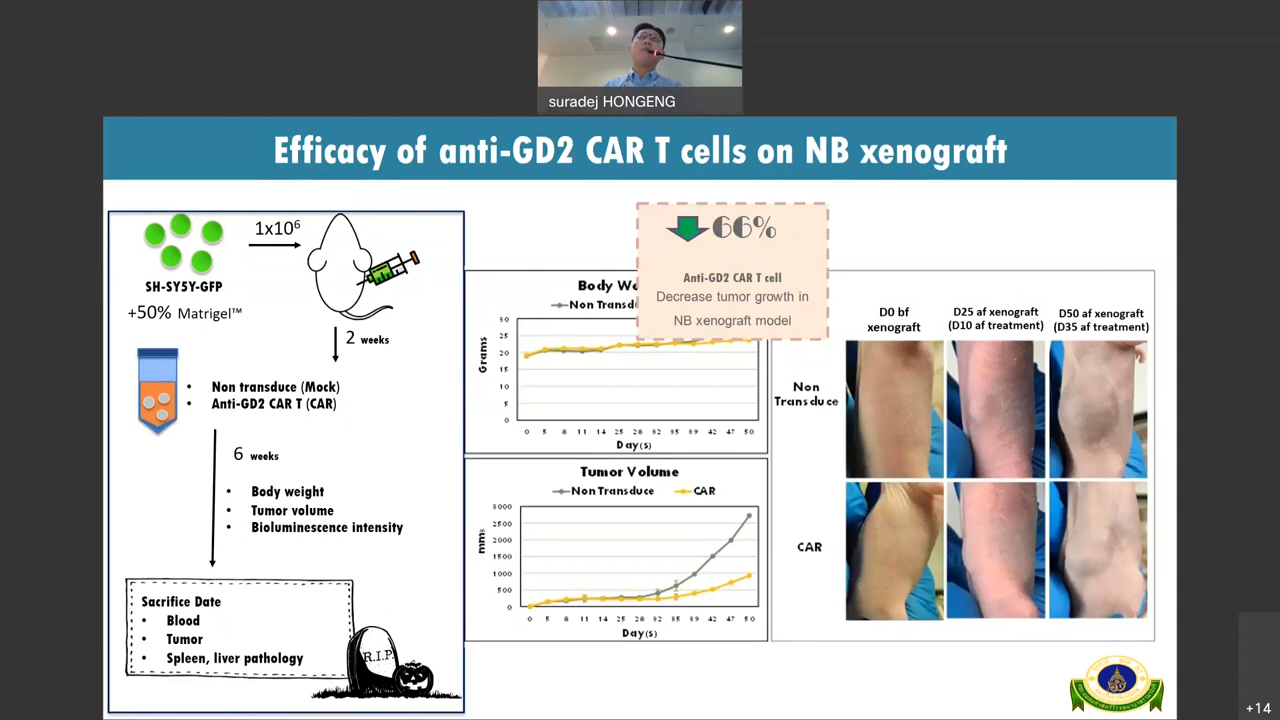 suradej HONGENG
Efficacy of anti-GD2 CAR T cells on NB xenograft
1x10⁶
SH-SY5Y-GFP
+50% Matrigel™
2 weeks
• Non transduce (Mock)
• Anti-GD2 CAR T (CAR)
6 weeks
• Body weight
• Tumor volume
• Bioluminescence intensity
Sacrifice Date
• Blood
• Tumor
• Spleen, liver pathology
R.I.P
66%
Anti-GD2 CAR T cell
Decrease tumor growth in
NB xenograft model
Body We
Non Transdu
Grams
30
25
20
15
10
5
0
0 5 8 11 14 25 28 32 35 39 42 47 50
Day(s)
Tumor Volume
Non Transduce CAR
mm3
3000
2500
2000
1500
1000
500
0
0 5 8 11 14 25 28 32 35 39 42 47 50
Day(s)
D0 bf
xenograft
D25 af xenograft
(D10 af treatment)
D50 af xenograft
(D35 af treatment)
Non
Transduce
CAR
+14